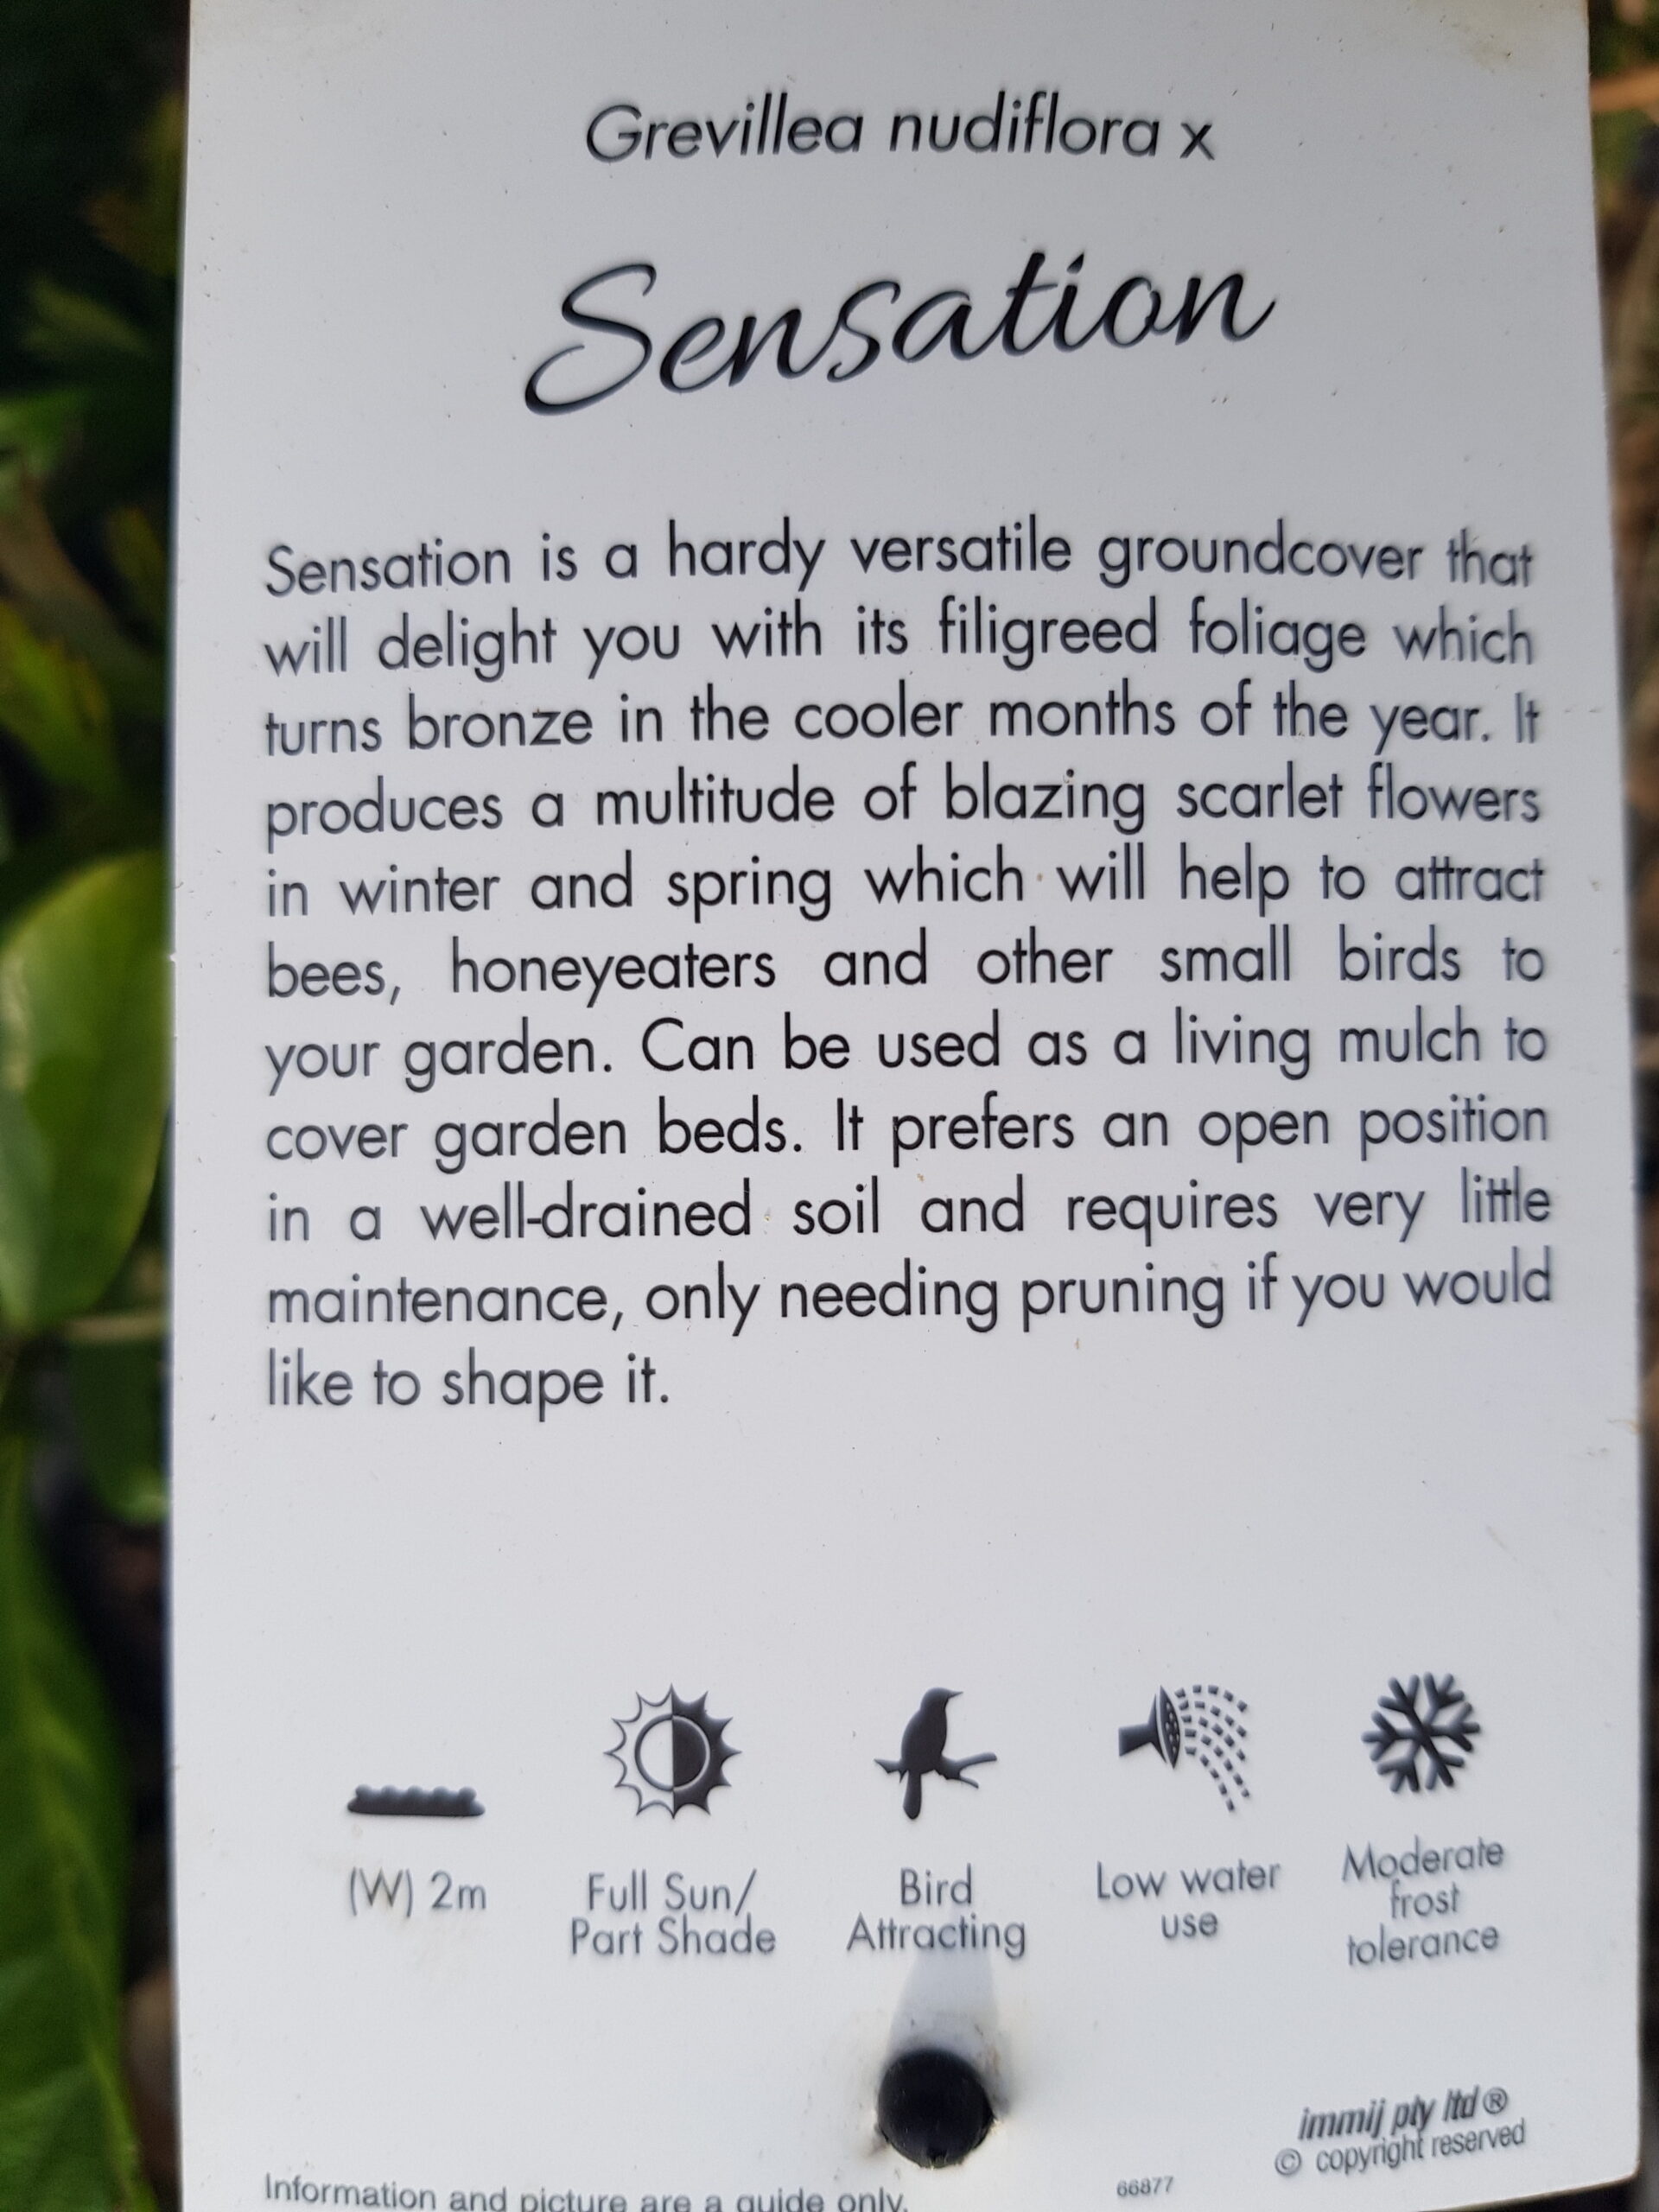 Grevillea nudiflora x
Sensation
Sensation is a hardy versatile groundcover that
will delight you with its filigreed foliage which
turns bronze in the cooler months of the year. It
produces a multitude of blazing scarlet flowers
in winter and spring which will help to attract
bees, honeyeaters and other small birds to
your garden. Can be used as a living mulch to
cover garden beds. It prefers an open position
in a well-drained soil and requires very little
maintenance, only needing pruning if you would
like to shape it.
(W) 2m
Full Sun/
Part Shade
Bird
Attracting
Low water
use
Moderate
frost
tolerance
immij pty ltd ®
© copyright reserved
Information and picture are a guide only.
66877